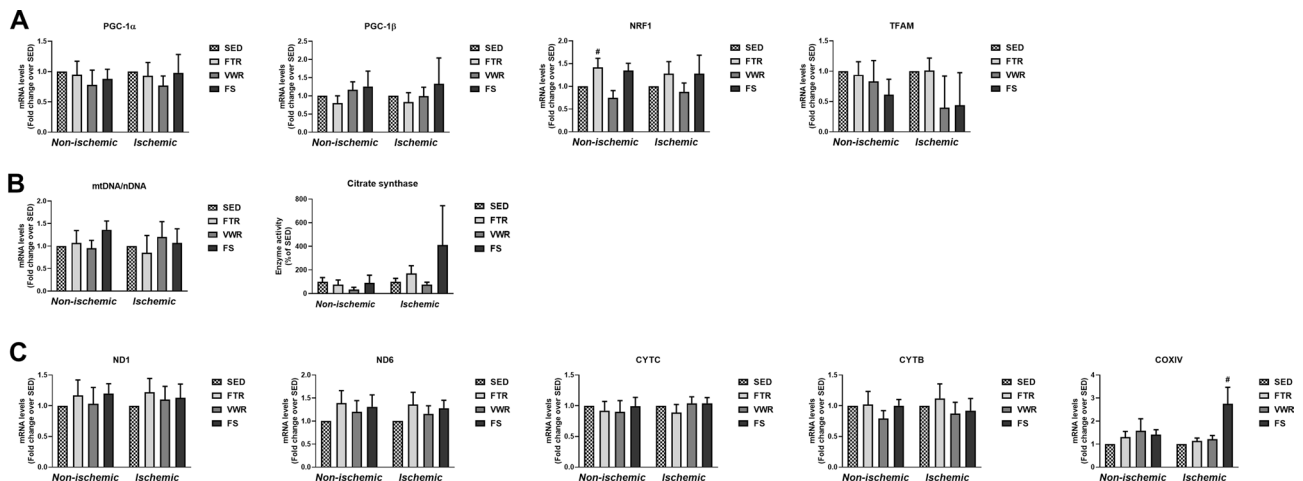 A
PGC-1α
mRNA levels
(Fold change over SED)
2.0
1.5
1.0
0.5
0.0
Non-ischemic
Ischemic
SED
FTR
VWR
FS
PGC-1β
mRNA levels
(Fold change over SED)
2.5
2.0
1.5
1.0
0.5
0.0
Non-ischemic
Ischemic
SED
FTR
VWR
FS
NRF1
mRNA levels
(Fold change over SED)
2.0
1.5
1.0
0.5
0.0
#
Non-ischemic
Ischemic
SED
FTR
VWR
FS
TFAM
mRNA levels
(Fold change over SED)
1.5
1.0
0.5
0.0
Non-ischemic
Ischemic
SED
FTR
VWR
FS
B
mtDNA/nDNA
mRNA levels
(Fold change over SED)
2.0
1.5
1.0
0.5
0.0
Non-ischemic
Ischemic
SED
FTR
VWR
FS
Citrate synthase
Enzyme activity
(% of SED)
800
600
400
200
0
Non-ischemic
Ischemic
SED
FTR
VWR
FS
C
ND1
mRNA levels
(Fold change over SED)
2.0
1.5
1.0
0.5
0.0
Non-ischemic
Ischemic
SED
FTR
VWR
FS
ND6
mRNA levels
(Fold change over SED)
2.0
1.5
1.0
0.5
0.0
Non-ischemic
Ischemic
SED
FTR
VWR
FS
CYTC
mRNA levels
(Fold change over SED)
1.5
1.0
0.5
0.0
Non-ischemic
Ischemic
SED
FTR
VWR
FS
CYTB
mRNA levels
(Fold change over SED)
1.5
1.0
0.5
0.0
Non-ischemic
Ischemic
SED
FTR
VWR
FS
COXIV
mRNA levels
(Fold change over SED)
4
3
2
1
0
#
Non-ischemic
Ischemic
SED
FTR
VWR
FS